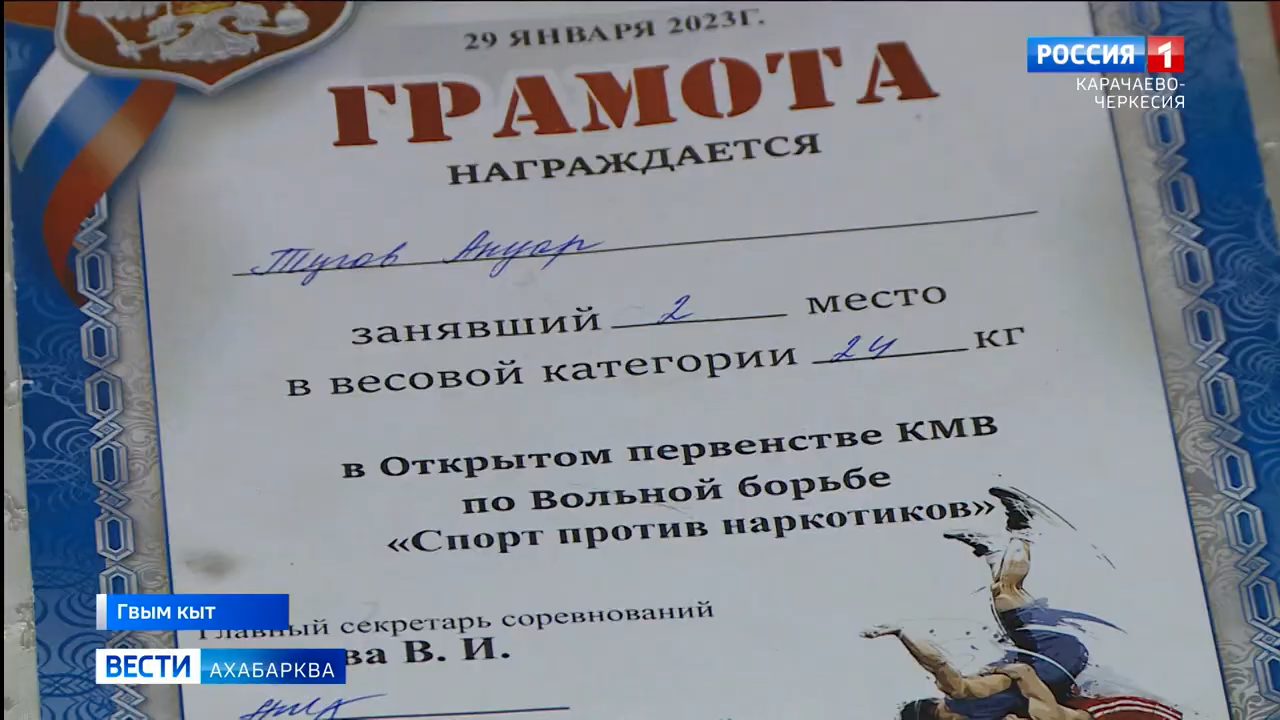 29 ЯНВАРЯ 2023Г.
ГРАМОТА
НАГРАЖДАЕТСЯ
Тугов Ануар
занявший 2 место
в весовой категории 24 кг
в Открытом первенстве КМВ
по Вольной борьбе
«Спорт против наркотиков»
Главный секретарь соревнований
ва В. И.
РОССИЯ 1
КАРАЧАЕВО-
ЧЕРКЕСИЯ
Гвым кыт
ВЕСТИ АХАБАРКВА